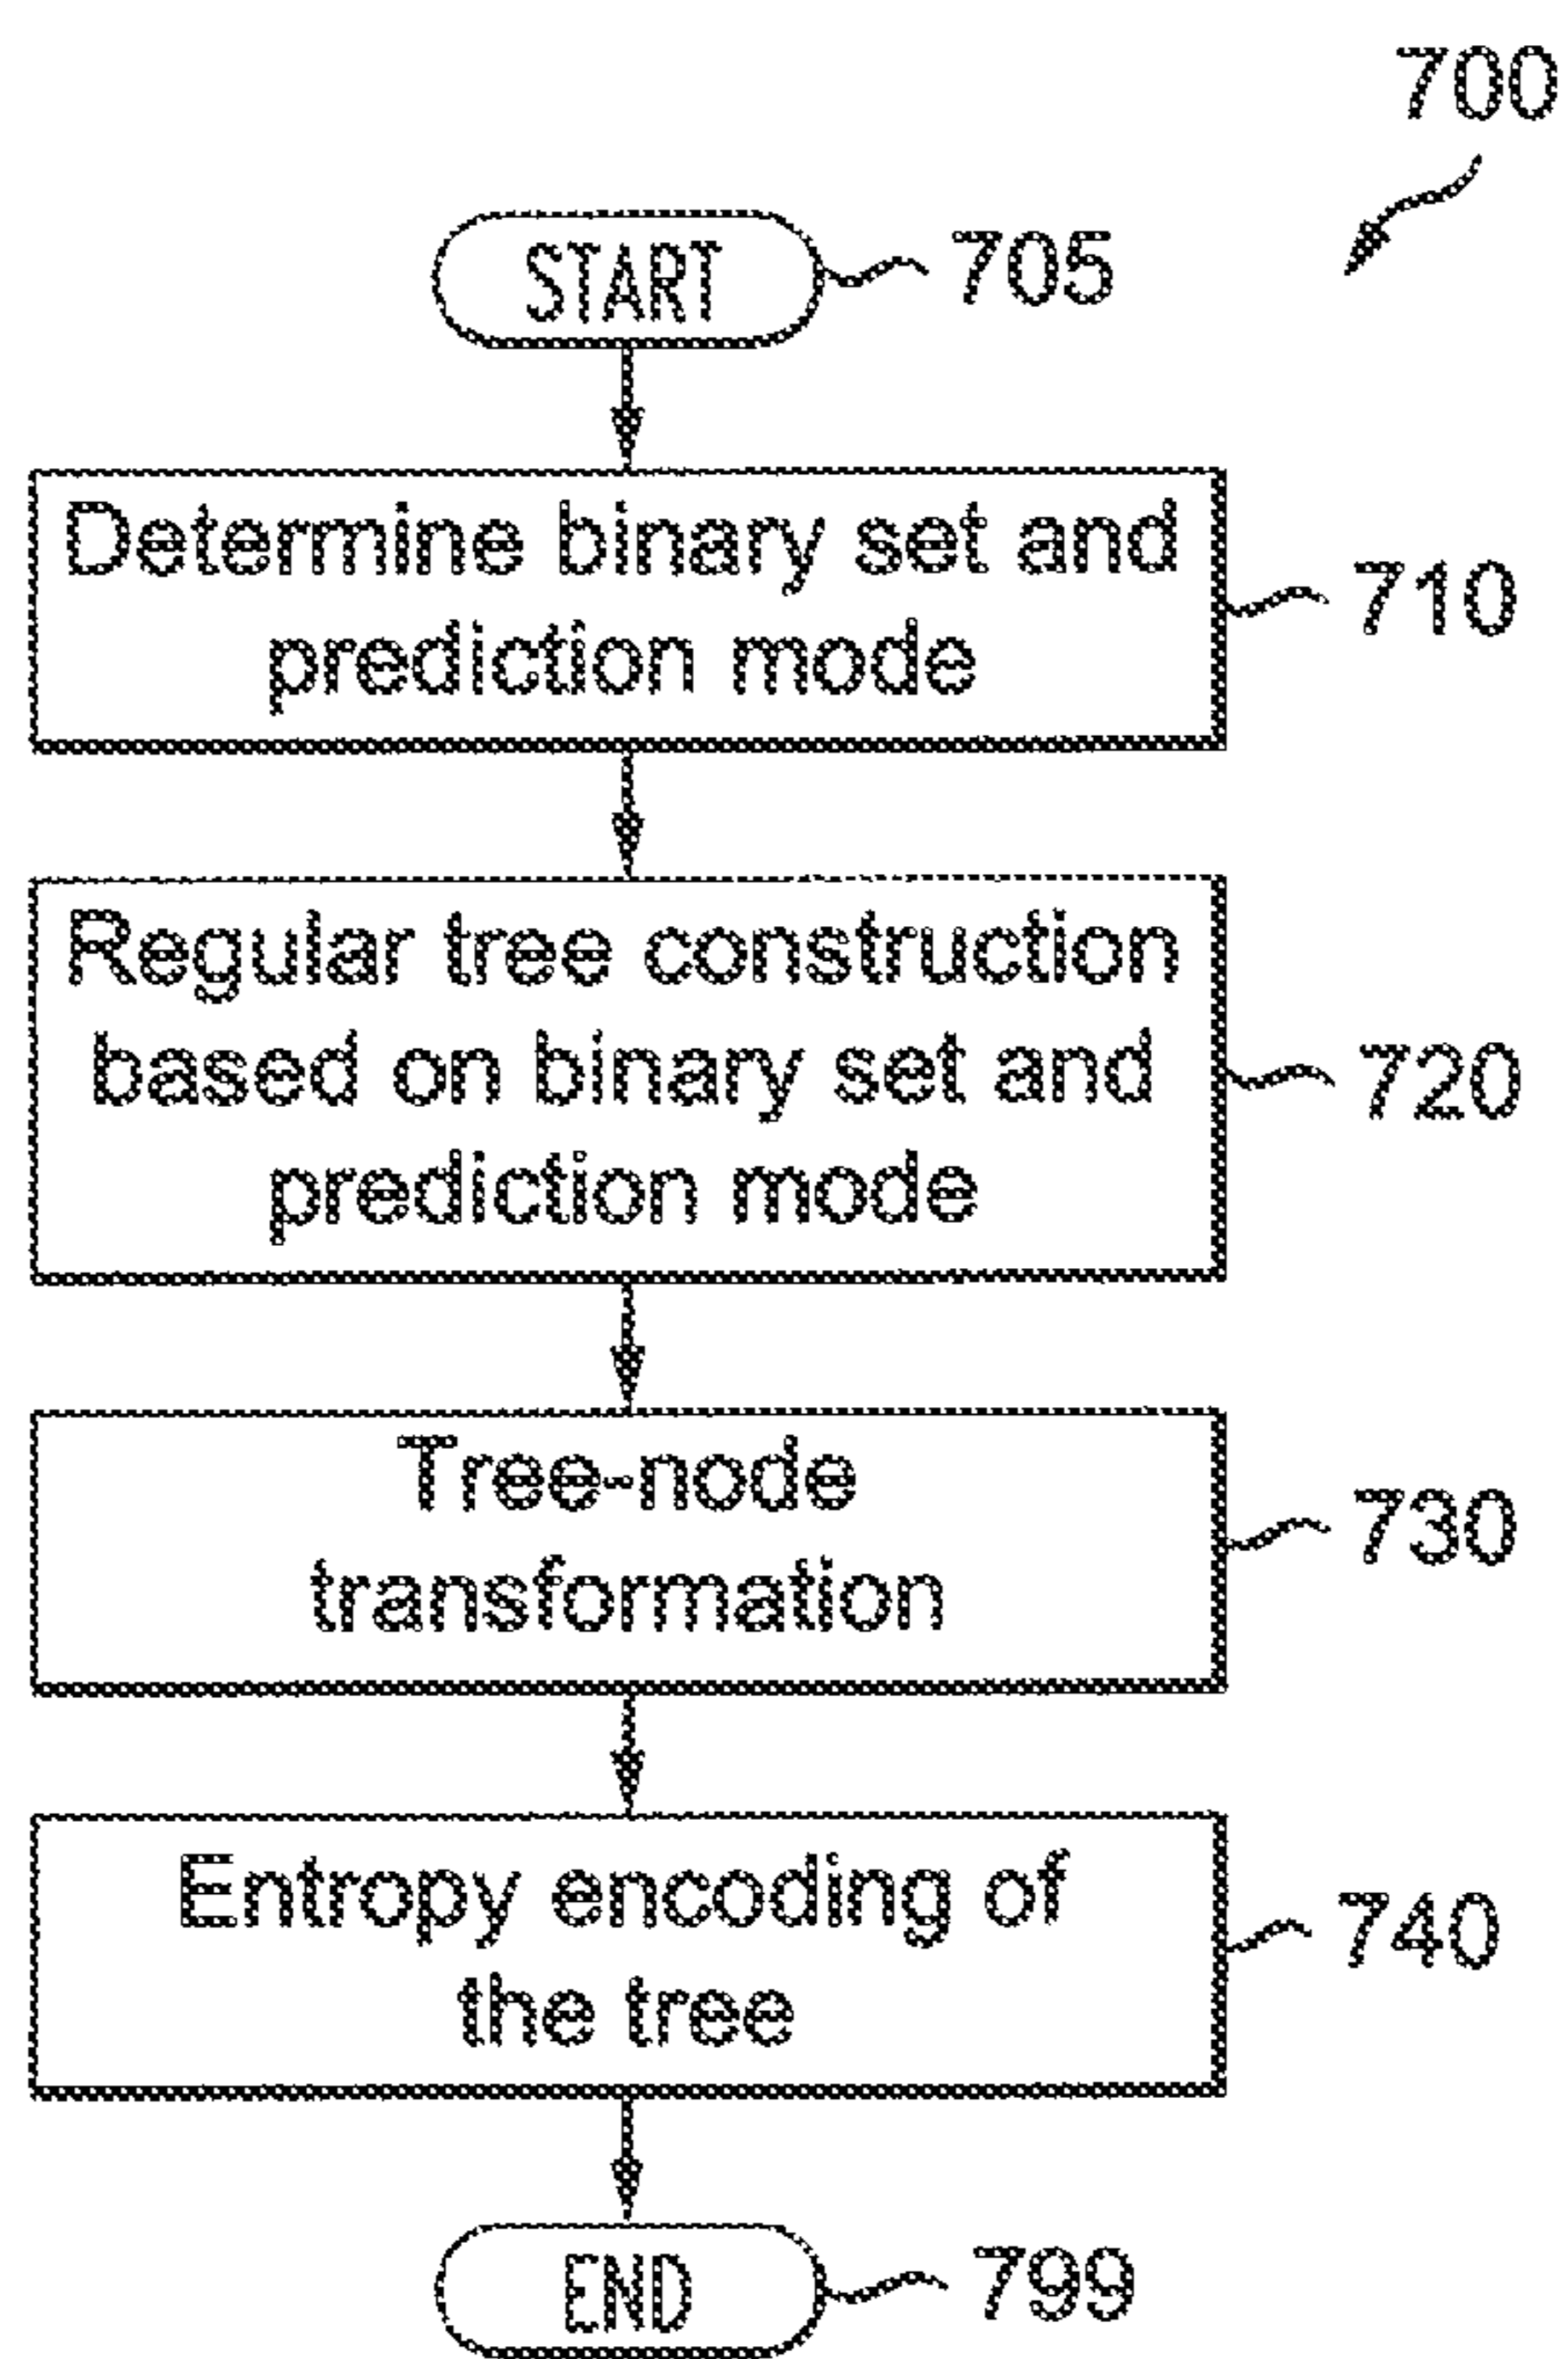 700
START
705
Determine binary set and
prediction mode
710
Regular tree construction
based on binary set and
prediction mode
720
Tree-node
transformation
730
Entropy encoding of
the tree
740
END
799